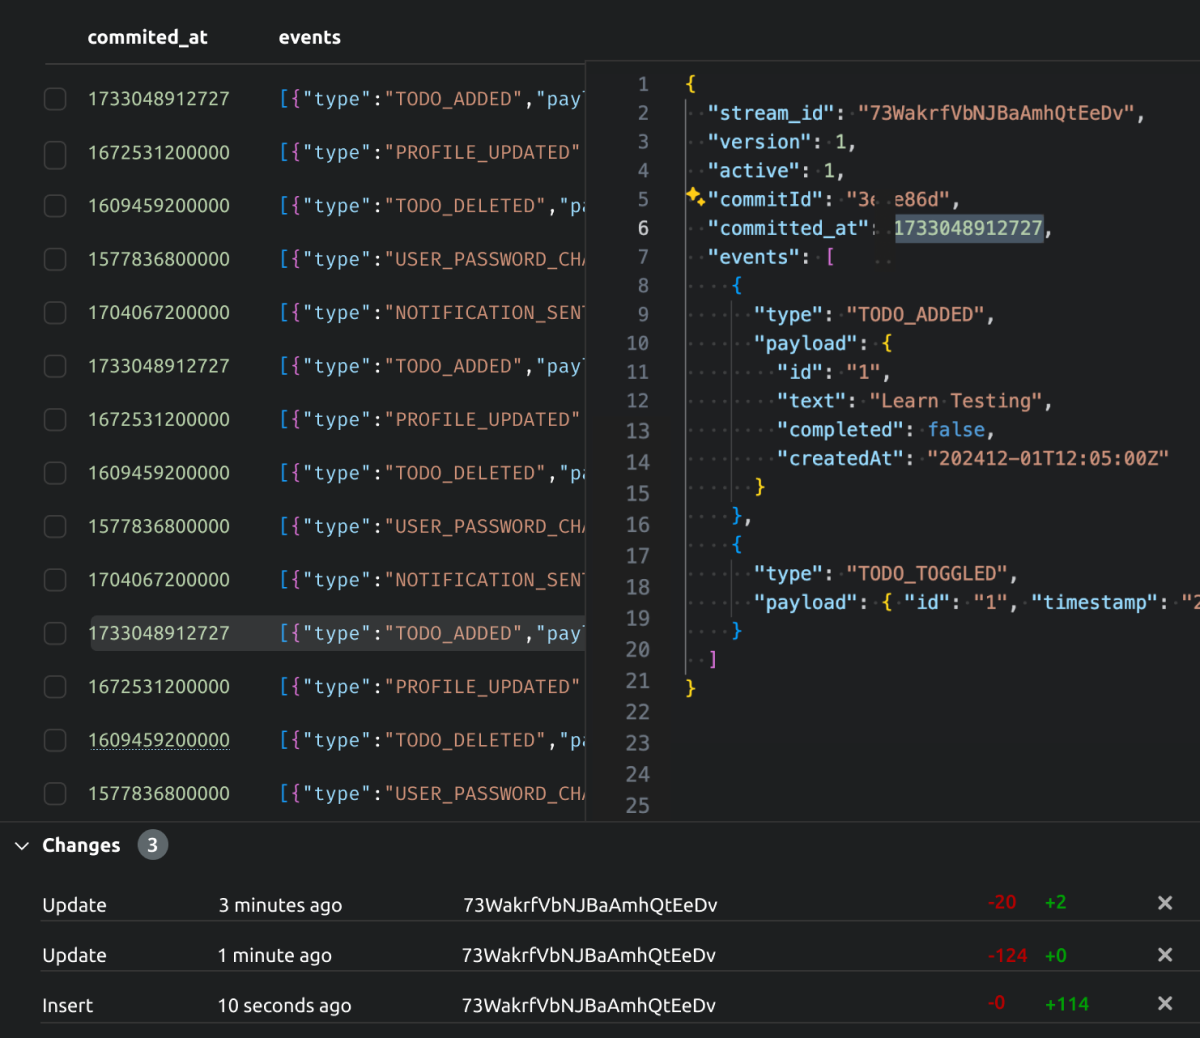 commited_at events
1733048912727 [{"type":"TODO_ADDED","pay
1672531200000 [{"type":"PROFILE_UPDATED"
1609459200000 [{"type":"TODO_DELETED","pa
1577836800000 [{"type":"USER_PASSWORD_CHA
1704067200000 [{"type":"NOTIFICATION_SENT
1733048912727 [{"type":"TODO_ADDED","pay
1672531200000 [{"type":"PROFILE_UPDATED"
1609459200000 [{"type":"TODO_DELETED","pa
1577836800000 [{"type":"USER_PASSWORD_CHA
1704067200000 [{"type":"NOTIFICATION_SENT
1733048912727 [{"type":"TODO_ADDED","pay
1672531200000 [{"type":"PROFILE_UPDATED"
1609459200000 [{"type":"TODO_DELETED","pa
1577836800000 [{"type":"USER_PASSWORD_CHA
1 {
2 "stream_id": "73WakrfVbNJBaAmhQtEeDv",
3 "version": 1,
4 "active": 1,
5 "commitId": e86d",
6 "committed_at": 1733048912727,
7 "events": [
8 {
9 "type": "TODO_ADDED",
10 "payload": {
11 "id": "1",
12 "text": "Learn Testing",
13 "completed": false,
14 "createdAt": "202412-01T12:05:00Z"
15 }
16 },
17 {
18 "type": "TODO_TOGGLED",
19 "payload": { "id": "1", "timestamp": "2
20 }
21 ]
22 }
23
24
25
Changes 3
Update 3 minutes ago 73WakrfVbNJBaAmhQtEeDv -20 +2
Update 1 minute ago 73WakrfVbNJBaAmhQtEeDv -124 +0
Insert 10 seconds ago 73WakrfVbNJBaAmhQtEeDv -0 +114